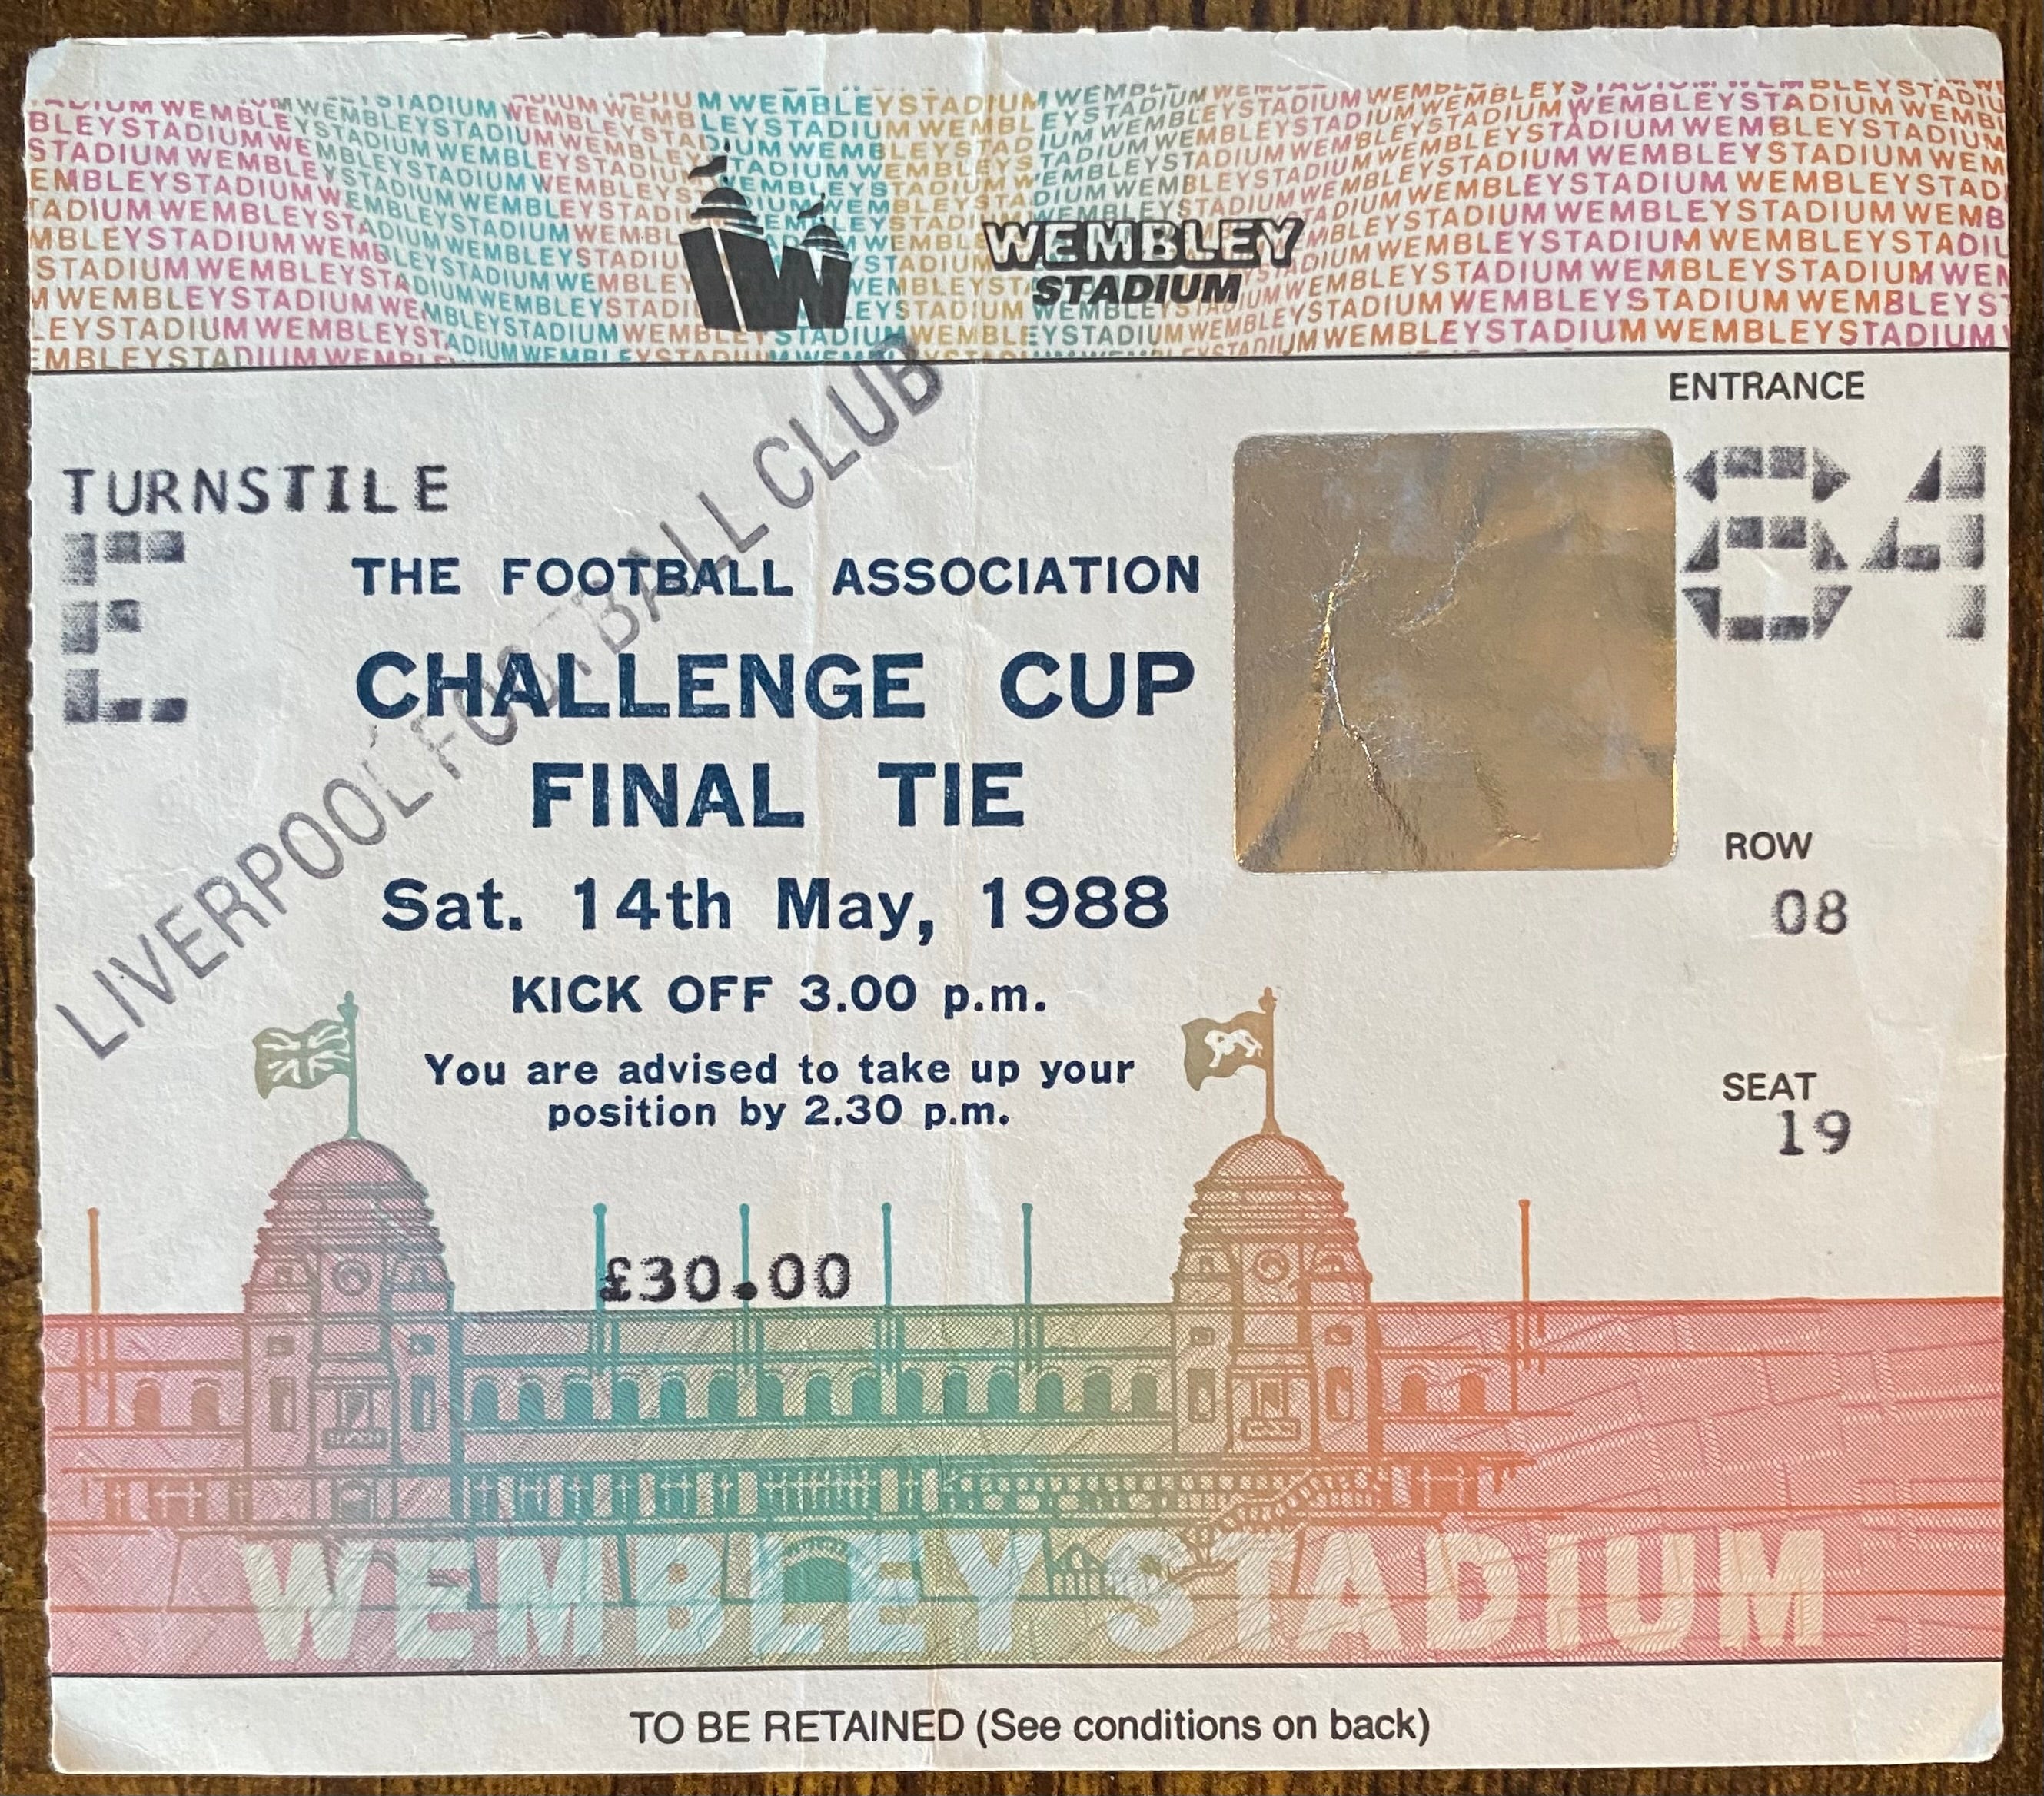 WEMBLEY
STADIUM
ENTRANCE
84
TURNSTILE
E
LIVERPOOL FOOTBALL CLUB
THE FOOTBALL ASSOCIATION
CHALLENGE CUP
FINAL TIE
Sat. 14th May, 1988
KICK OFF 3.00 p.m.
You are advised to take up your
position by 2.30 p.m.
ROW
08
SEAT
19
£30.00
WEMBLEY STADIUM
TO BE RETAINED (See conditions on back)